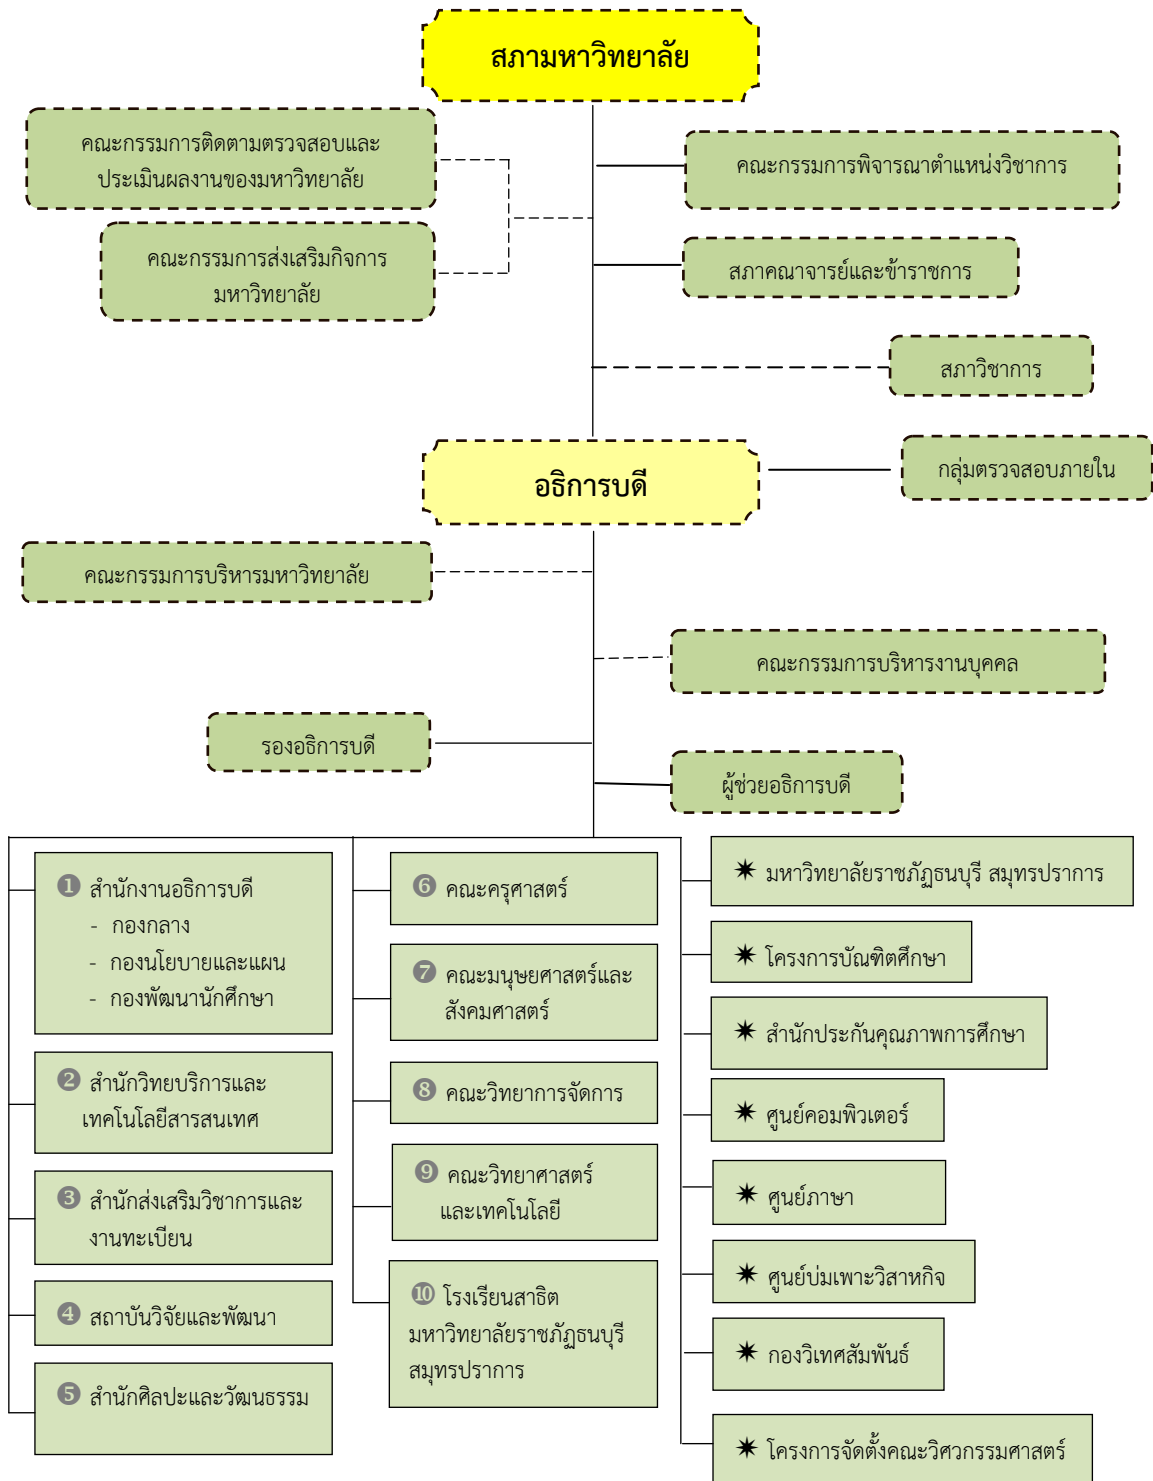 สภามหาวิทยาลัย
คณะกรรมการติดตามตรวจสอบและ
ประเมินผลงานของมหาวิทยาลัย
คณะกรรมการพิจารณาตำแหน่งวิชาการ
คณะกรรมการส่งเสริมกิจการ
มหาวิทยาลัย
สภาคณาจารย์และข้าราชการ
สภาวิชาการ
อธิการบดี
กลุ่มตรวจสอบภายใน
คณะกรรมการบริหารมหาวิทยาลัย
คณะกรรมการบริหารงานบุคคล
รองอธิการบดี
ผู้ช่วยอธิการบดี
❶ สำนักงานอธิการบดี
- กองกลาง
- กองนโยบายและแผน
- กองพัฒนานักศึกษา
❷ สำนักวิทยบริการและ
เทคโนโลยีสารสนเทศ
❸ สำนักส่งเสริมวิชาการและ
งานทะเบียน
❹ สถาบันวิจัยและพัฒนา
❺ สำนักศิลปะและวัฒนธรรม
❻ คณะครุศาสตร์
❼ คณะมนุษยศาสตร์และ
สังคมศาสตร์
❽ คณะวิทยาการจัดการ
❾ คณะวิทยาศาสตร์
และเทคโนโลยี
❿ โรงเรียนสาธิต
มหาวิทยาลัยราชภัฏธนบุรี
สมุทรปราการ
✷ มหาวิทยาลัยราชภัฏธนบุรี สมุทรปราการ
✷ โครงการบัณฑิตศึกษา
✷ สำนักประกันคุณภาพการศึกษา
✷ ศูนย์คอมพิวเตอร์
✷ ศูนย์ภาษา
✷ ศูนย์บ่มเพาะวิสาหกิจ
✷ กองวิเทศสัมพันธ์
✷ โครงการจัดตั้งคณะวิศวกรรมศาสตร์